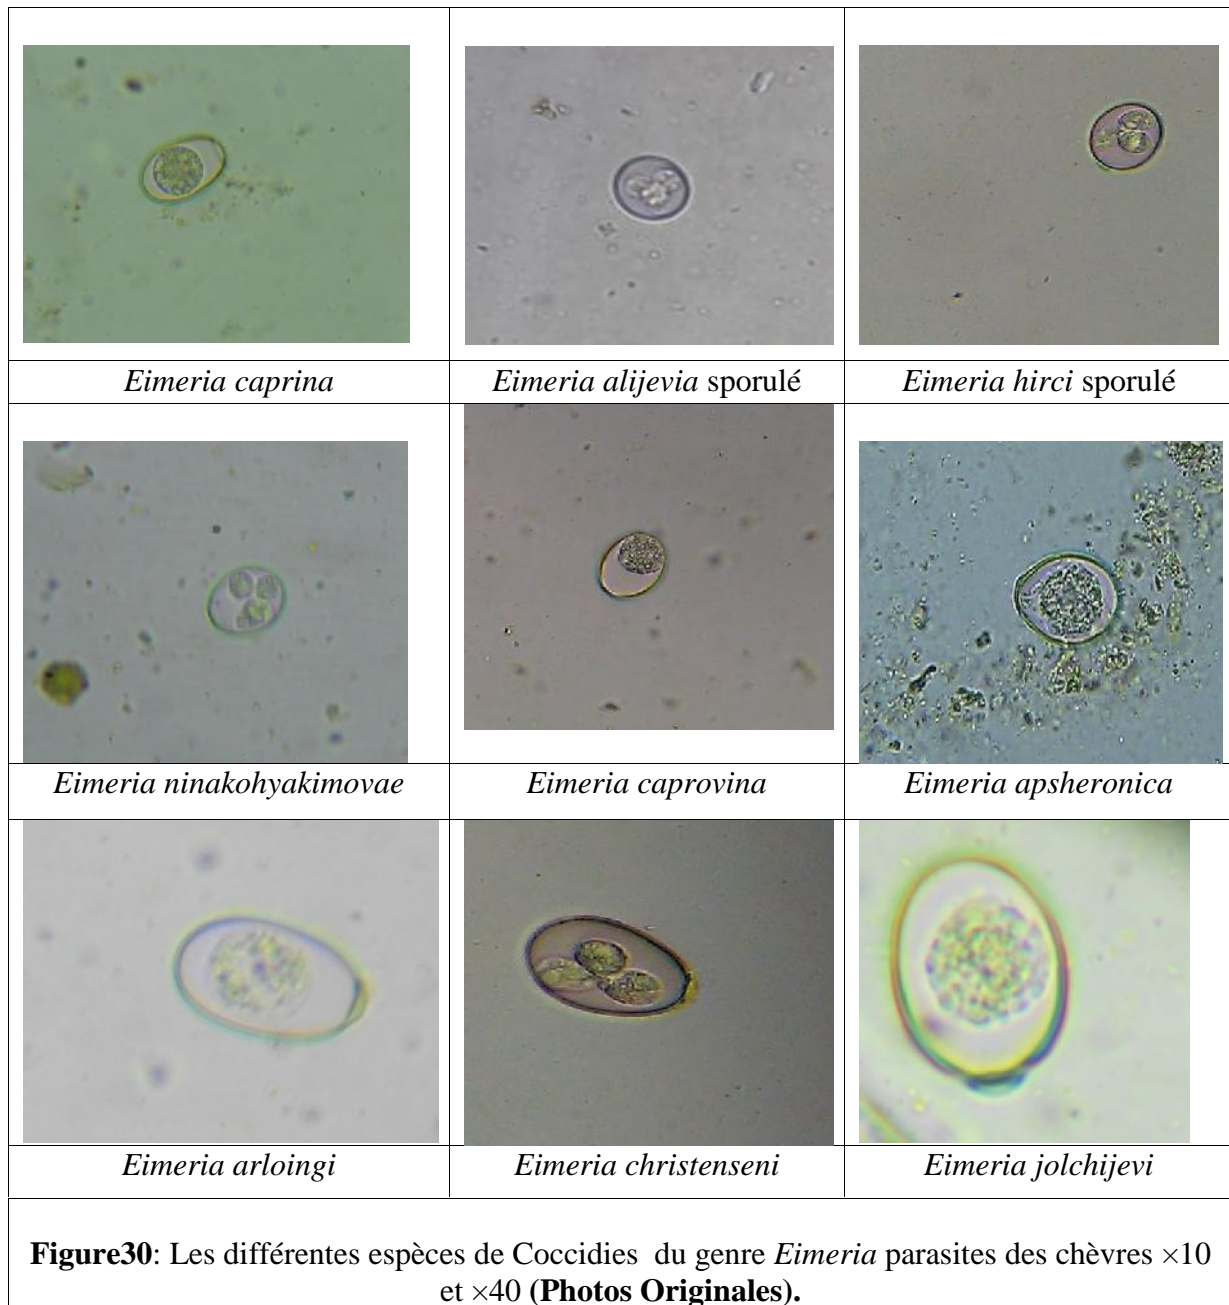 Eimeria caprina
Eimeria alijevia sporulé
Eimeria hirci sporulé
Eimeria ninakohyakimovae
Eimeria caprovina
Eimeria apsheronica
Eimeria arloingi
Eimeria christenseni
Eimeria jolchijevi
Figure30: Les différentes espèces de Coccidies du genre Eimeria parasites des chèvres ×10
et ×40 (Photos Originales).